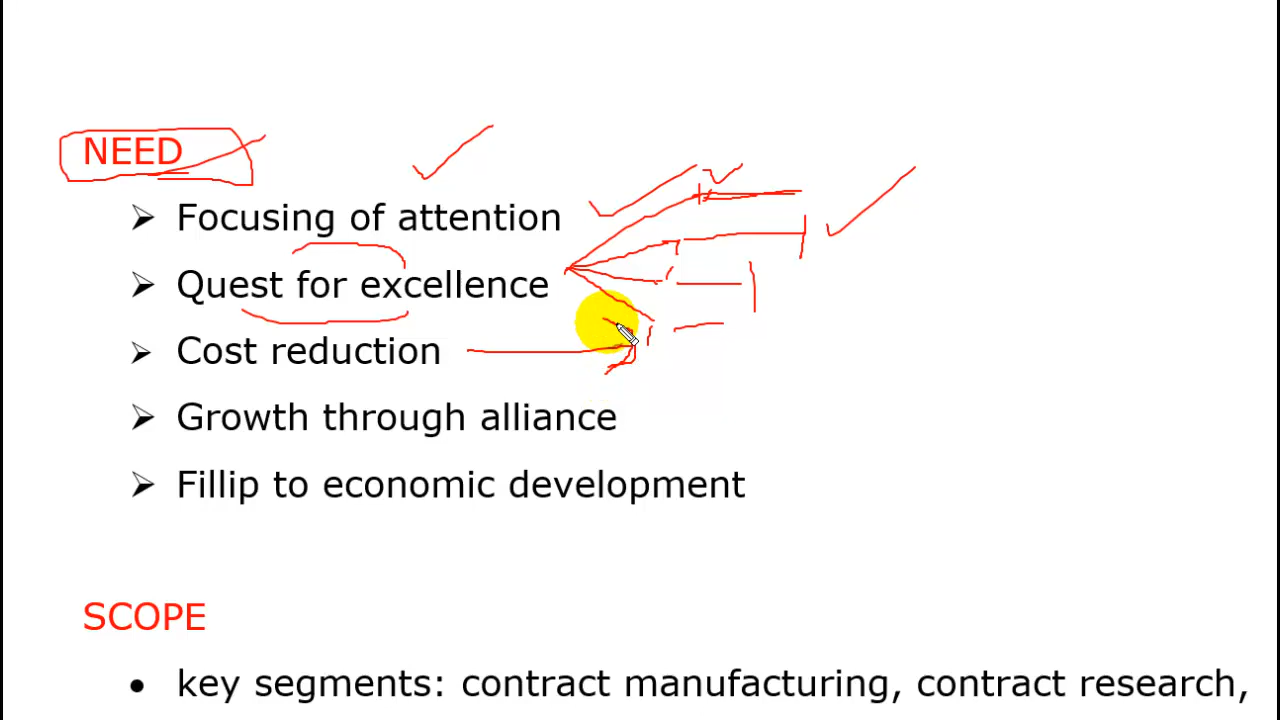 NEED
➢ Focusing of attention
➢ Quest for excellence
➢ Cost reduction
➢ Growth through alliance
➢ Fillip to economic development
SCOPE
• key segments: contract manufacturing, contract research,